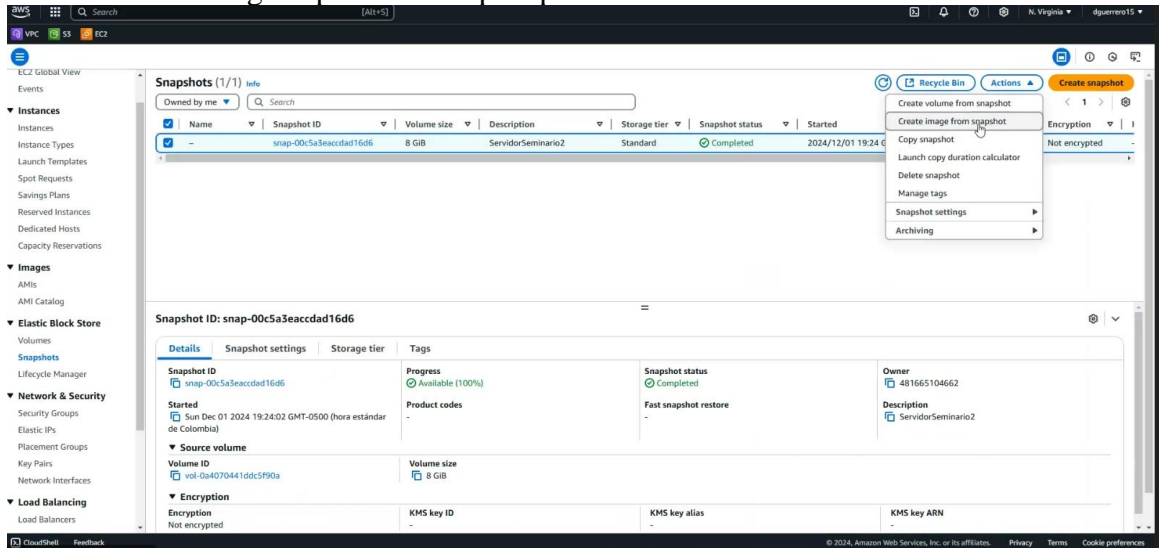 aws Search [Alt+S] N. Virginia ▼ dguerrero15 ▼
VPC S3 EC2
EC2 Global View
Events
▼ Instances
Instances
Instance Types
Launch Templates
Spot Requests
Savings Plans
Reserved Instances
Dedicated Hosts
Capacity Reservations
▼ Images
AMIs
AMI Catalog
▼ Elastic Block Store
Volumes
Snapshots
Lifecycle Manager
▼ Network & Security
Security Groups
Elastic IPs
Placement Groups
Key Pairs
Network Interfaces
▼ Load Balancing
Load Balancers
Snapshots (1/1) Info
Recycle Bin Actions ▲ Create snapshot
Owned by me ▼ Search < 1 >
Name Snapshot ID Volume size Description Storage tier Snapshot status Started Encryption
– snap-00c5a3eaccdad16d6 8 GiB ServidorSeminario2 Standard Completed 2024/12/01 19:24 Not encrypted –
Create volume from snapshot
Create image from snapshot
Copy snapshot
Launch copy duration calculator
Delete snapshot
Manage tags
Snapshot settings
Archiving
Snapshot ID: snap-00c5a3eaccdad16d6
Details Snapshot settings Storage tier Tags
Snapshot ID Progress Snapshot status Owner
snap-00c5a3eaccdad16d6 Available (100%) Completed 481665104662
Started Product codes Fast snapshot restore Description
Sun Dec 01 2024 19:24:02 GMT-0500 (hora estándar - - ServidorSeminario2
de Colombia)
▼ Source volume
Volume ID Volume size
vol-0a4070441ddc5f90a 8 GiB
▼ Encryption
Encryption KMS key ID KMS key alias KMS key ARN
Not encrypted - - -
CloudShell Feedback © 2024, Amazon Web Services, Inc. or its affiliates. Privacy Terms Cookie preferences